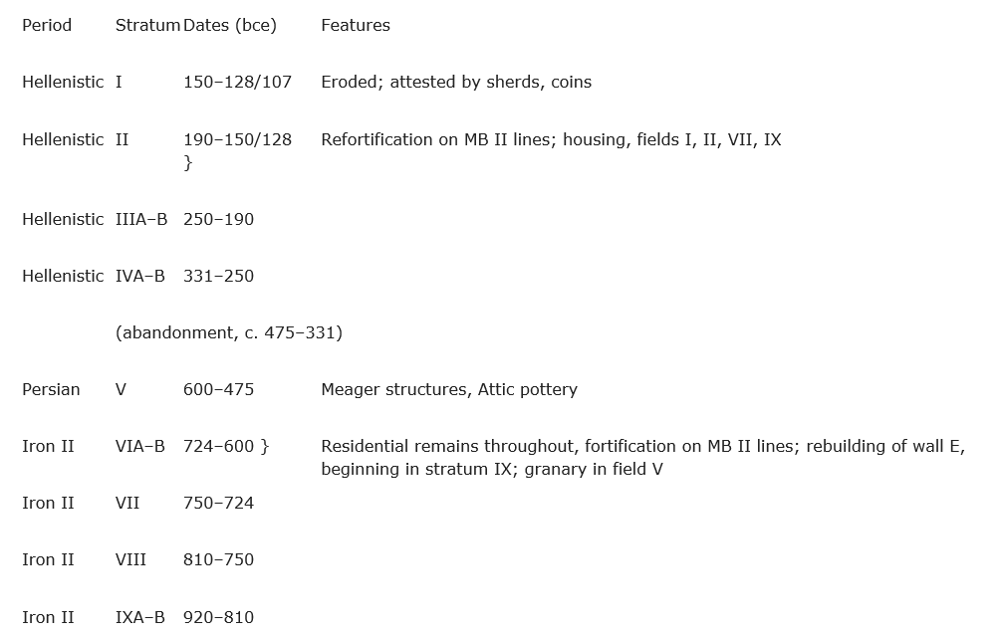 Period Stratum Dates (bce) Features
Hellenistic I 150–128/107 Eroded; attested by sherds, coins
Hellenistic II 190–150/128 Refortification on MB II lines; housing, fields I, II, VII, IX
}
Hellenistic IIIA–B 250–190
Hellenistic IVA–B 331–250
(abandonment, c. 475–331)
Persian V 600–475 Meager structures, Attic pottery
Iron II VIA–B 724–600 } Residential remains throughout, fortification on MB II lines; rebuilding of wall E,
beginning in stratum IX; granary in field V
Iron II VII 750–724
Iron II VIII 810–750
Iron II IXA–B 920–810